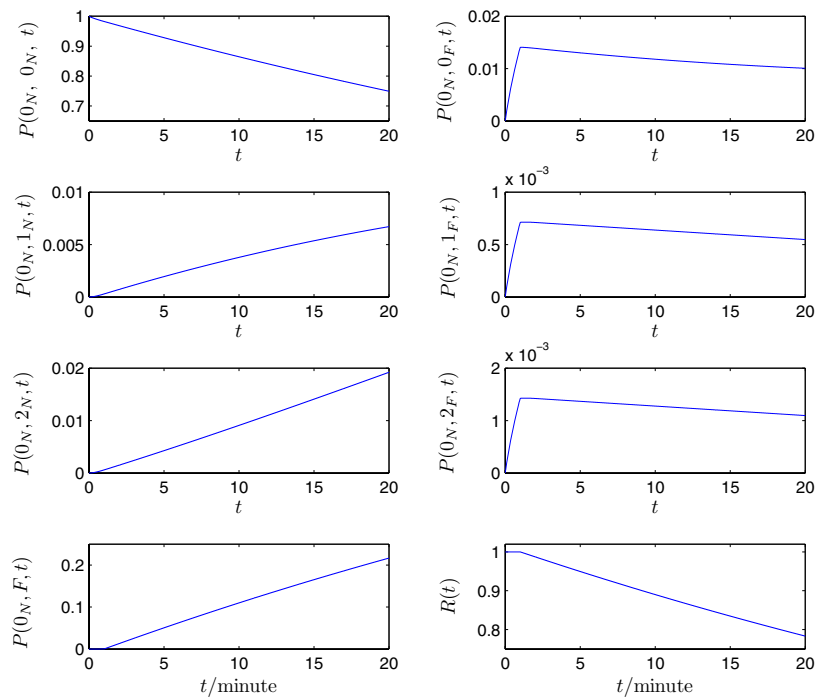 P(0_N, 0_N, t)
1
0.9
0.8
0.7
0 5 10 15 20
t
P(0_N, 0_F, t)
0.02
0.01
0
0 5 10 15 20
t
P(0_N, 1_N, t)
0.01
0.005
0
0 5 10 15 20
t
P(0_N, 1_F, t)
x 10^{-3}
1
0.5
0
0 5 10 15 20
t
P(0_N, 2_N, t)
0.02
0.01
0
0 5 10 15 20
t
P(0_N, 2_F, t)
x 10^{-3}
2
1
0
0 5 10 15 20
t
P(0_N, F, t)
0.2
0.1
0
0 5 10 15 20
t/minute
R(t)
1
0.9
0.8
0 5 10 15 20
t/minute